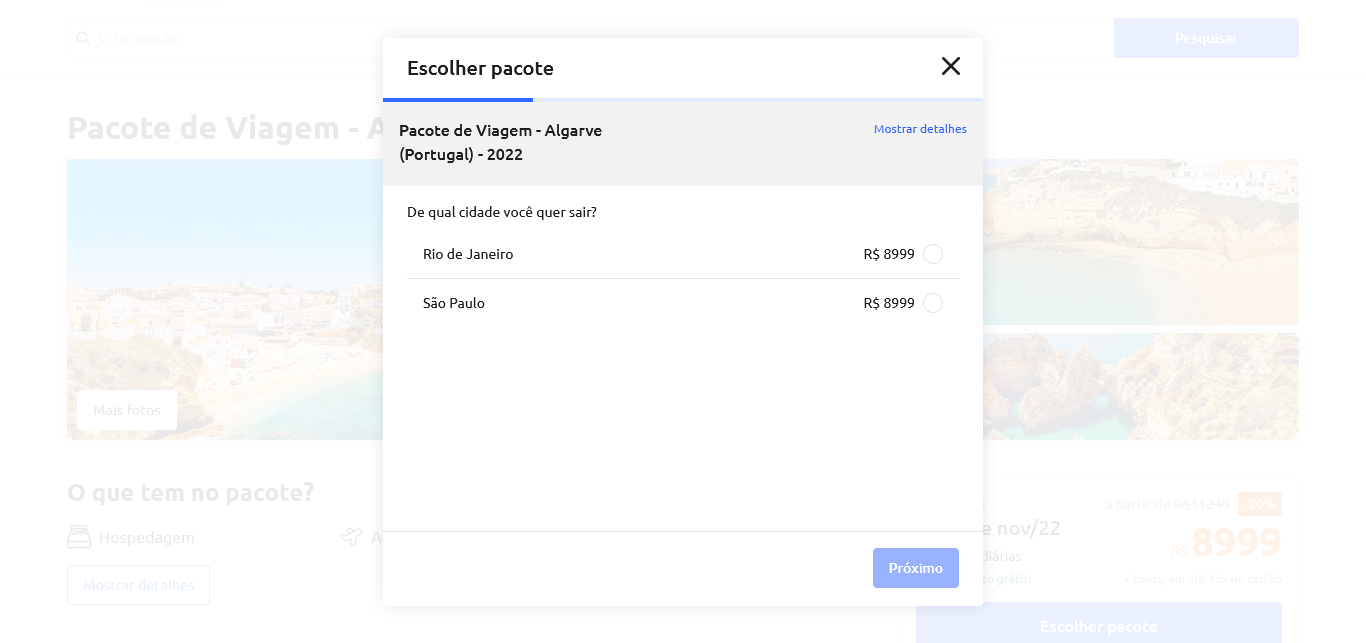 Vai pra onde?
Pesquisar
Escolher pacote
Pacote de Viagem - A
Pacote de Viagem - Algarve
(Portugal) - 2022
Mostrar detalhes
De qual cidade você quer sair?
Rio de Janeiro R$ 8999
São Paulo R$ 8999
Mais fotos
O que tem no pacote?
Hospedagem
Mostrar detalhes
a partir de R$11249 -20%
e nov/22
R$ 8999
diárias
to grátis!
+ taxas, em até 12x no cartão
Próximo
Escolher pacote